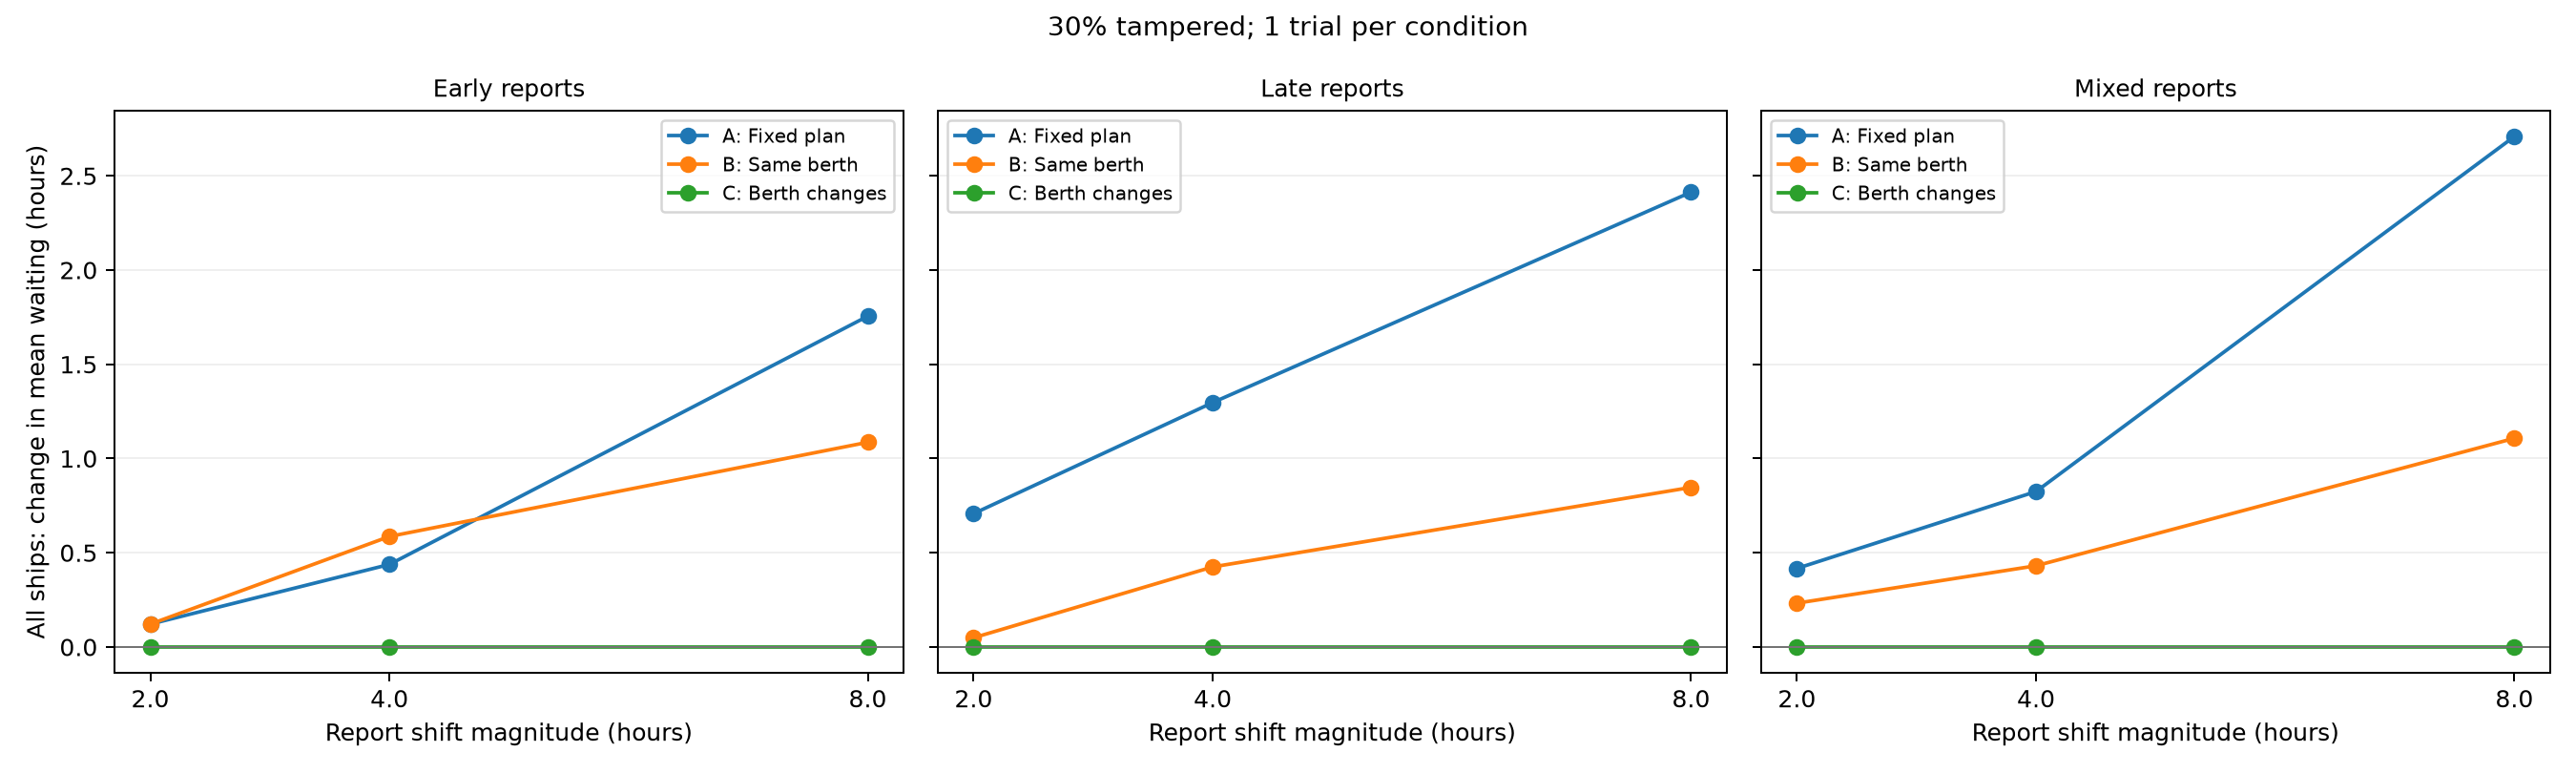 30% tampered; 1 trial per condition
Early reports
Late reports
Mixed reports
All ships: change in mean waiting (hours)
2.5
2.0
1.5
1.0
0.5
0.0
A: Fixed plan
B: Same berth
C: Berth changes
2.0
4.0
8.0
Report shift magnitude (hours)
A: Fixed plan
B: Same berth
C: Berth changes
2.0
4.0
8.0
Report shift magnitude (hours)
A: Fixed plan
B: Same berth
C: Berth changes
2.0
4.0
8.0
Report shift magnitude (hours)